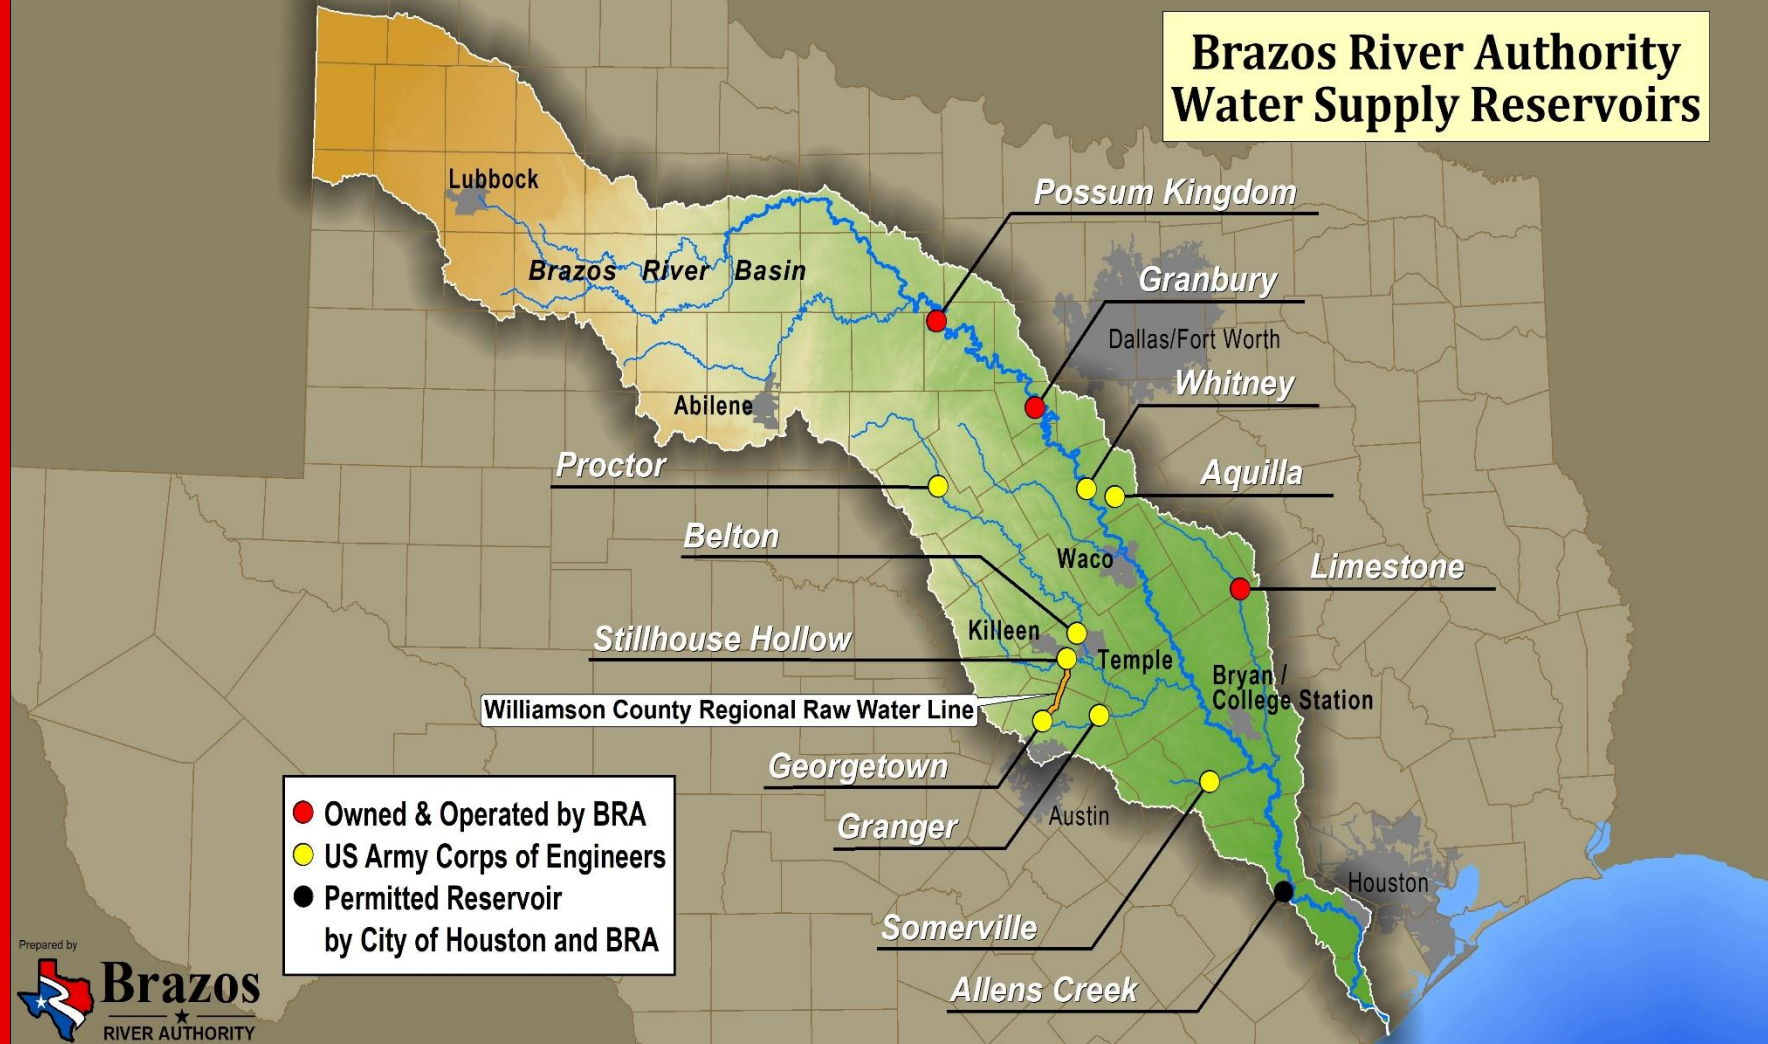 Brazos River Authority
Water Supply Reservoirs
Lubbock
Possum Kingdom
Brazos River Basin
Granbury
Dallas/Fort Worth
Whitney
Abilene
Proctor
Aquilla
Belton
Waco
Limestone
Killeen
Stillhouse Hollow
Temple
Bryan /
College Station
Williamson County Regional Raw Water Line
Georgetown
Austin
Granger
Houston
Somerville
Allens Creek
Owned & Operated by BRA
US Army Corps of Engineers
Permitted Reservoir
by City of Houston and BRA
Prepared by
Brazos
RIVER AUTHORITY